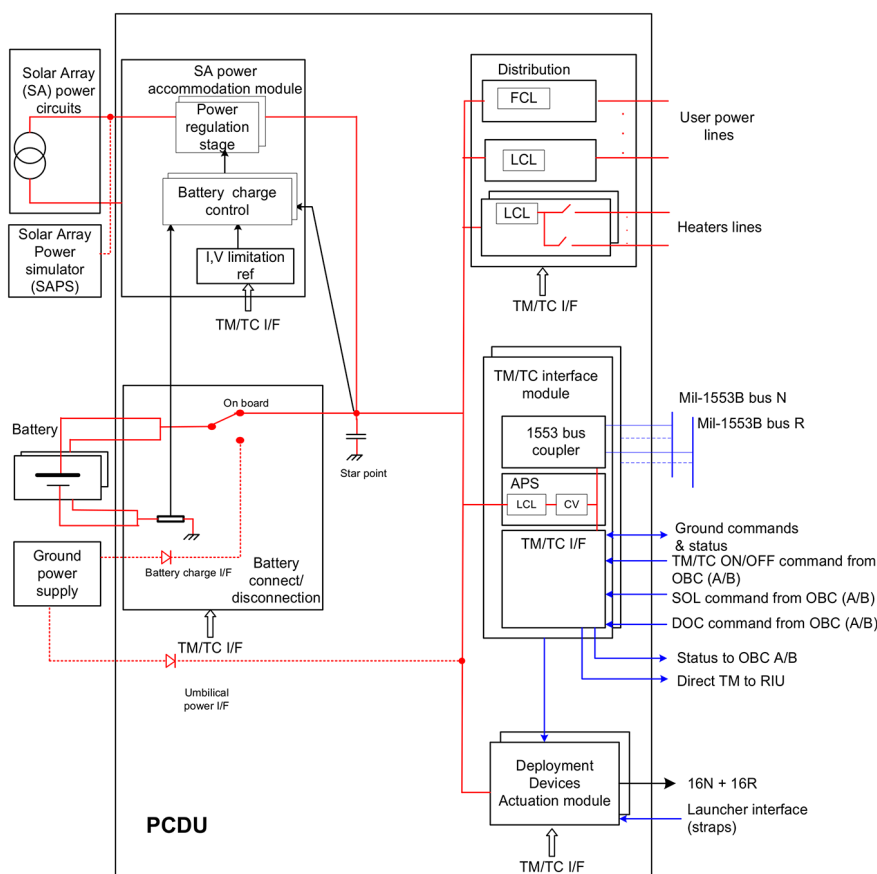 Solar Array
(SA) power
circuits
Solar Array
Power
simulator
(SAPS)
SA power
accommodation module
Power
regulation
stage
Battery charge
control
I,V limitation
ref
TM/TC I/F
Distribution
FCL
LCL
LCL
TM/TC I/F
User power
lines
Heaters lines
Battery
On board
Star point
Ground
power
supply
Battery charge I/F
Battery
connect/
disconnection
TM/TC I/F
Umbilical
power I/F
TM/TC interface
module
1553 bus
coupler
APS
LCL
CV
TM/TC I/F
Mil-1553B bus N
Mil-1553B bus R
Ground commands
& status
TM/TC ON/OFF command from
OBC (A/B)
SOL command from OBC (A/B)
DOC command from OBC (A/B)
Status to OBC A/B
Direct TM to RIU
Deployment
Devices
Actuation module
16N + 16R
Launcher interface
(straps)
TM/TC I/F
PCDU